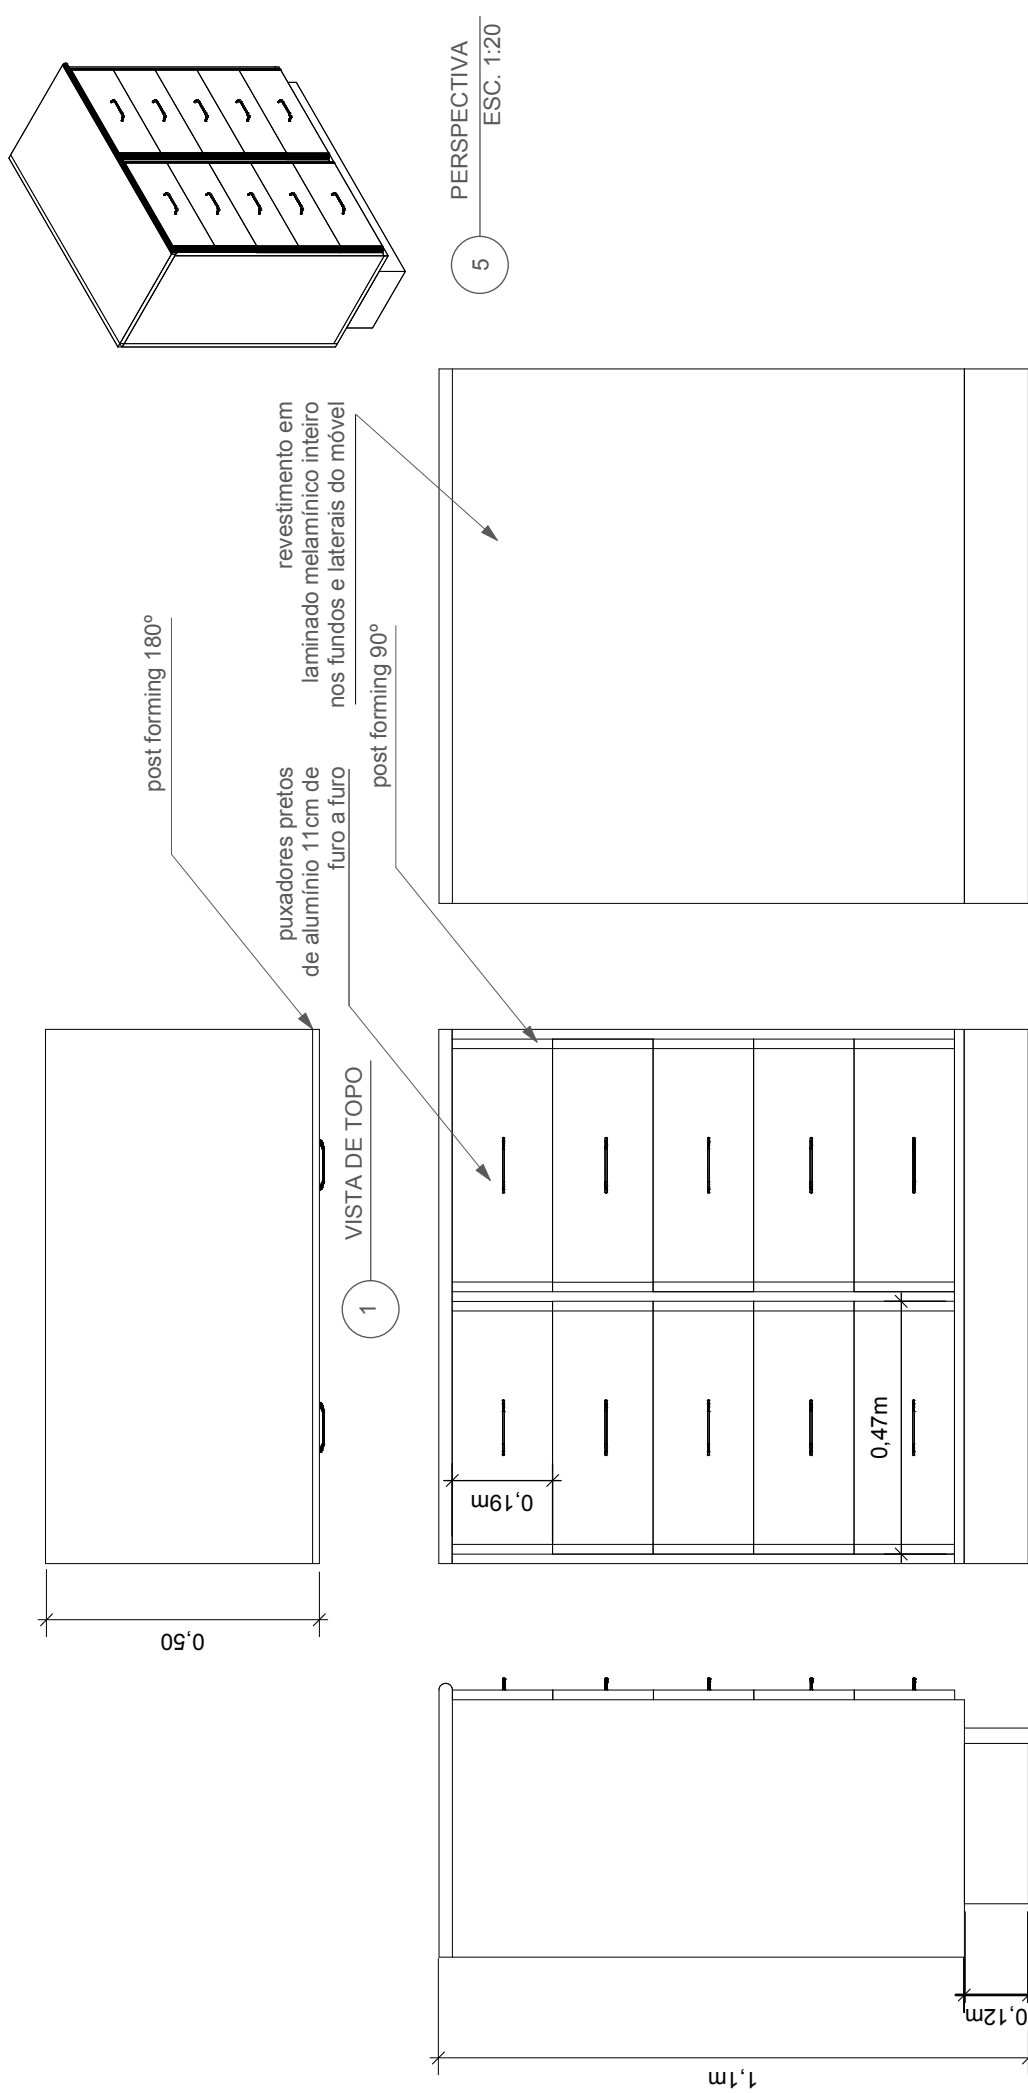 PERSPECTIVA
ESC. 1:20
5
revestimento em
laminado melamínico inteiro
nos fundos e laterais do móvel
post forming 180º
puxadores pretos
de alumínio 11cm de
furo a furo
post forming 90º
VISTA DE TOPO
1
0,50
0,19m
0,47m
1,1m
0,12m